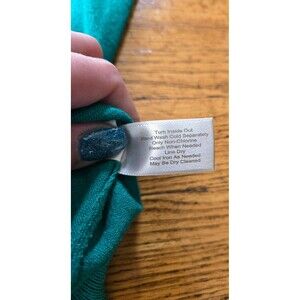 Turn Inside Out
Hand Wash Cold Separately
Only Non-Chlorine
Bleach When Needed
Line Dry
Cool Iron As Needed
May Be Dry Cleaned